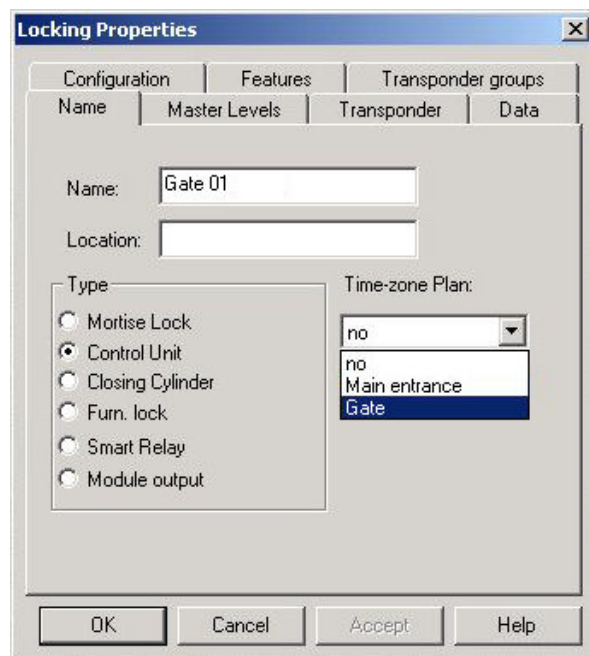 Locking Properties
Configuration Features Transponder groups
Name Master Levels Transponder Data
Name: Gate 01
Location:
Type
Time-zone Plan:
Mortise Lock
no
Control Unit
no
Closing Cylinder
Main entrance
Furn. lock
Gate
Smart Relay
Module output
OK Cancel Accept Help